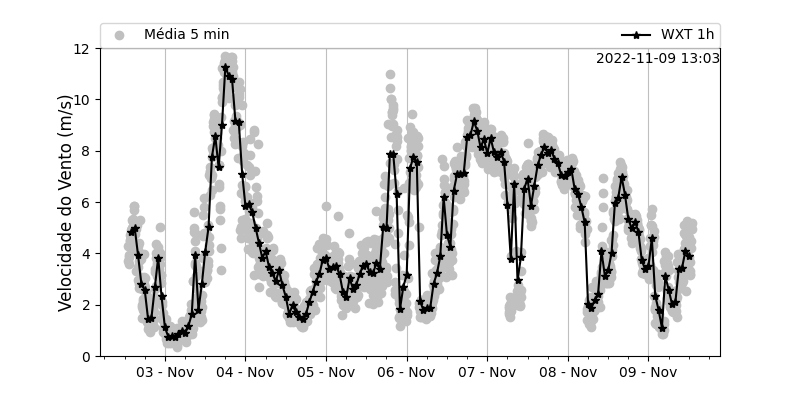 Média 5 min
WXT 1h
2022-11-09 13:03
Velocidade do Vento (m/s)
12
10
8
6
4
2
0
03 - Nov
04 - Nov
05 - Nov
06 - Nov
07 - Nov
08 - Nov
09 - Nov